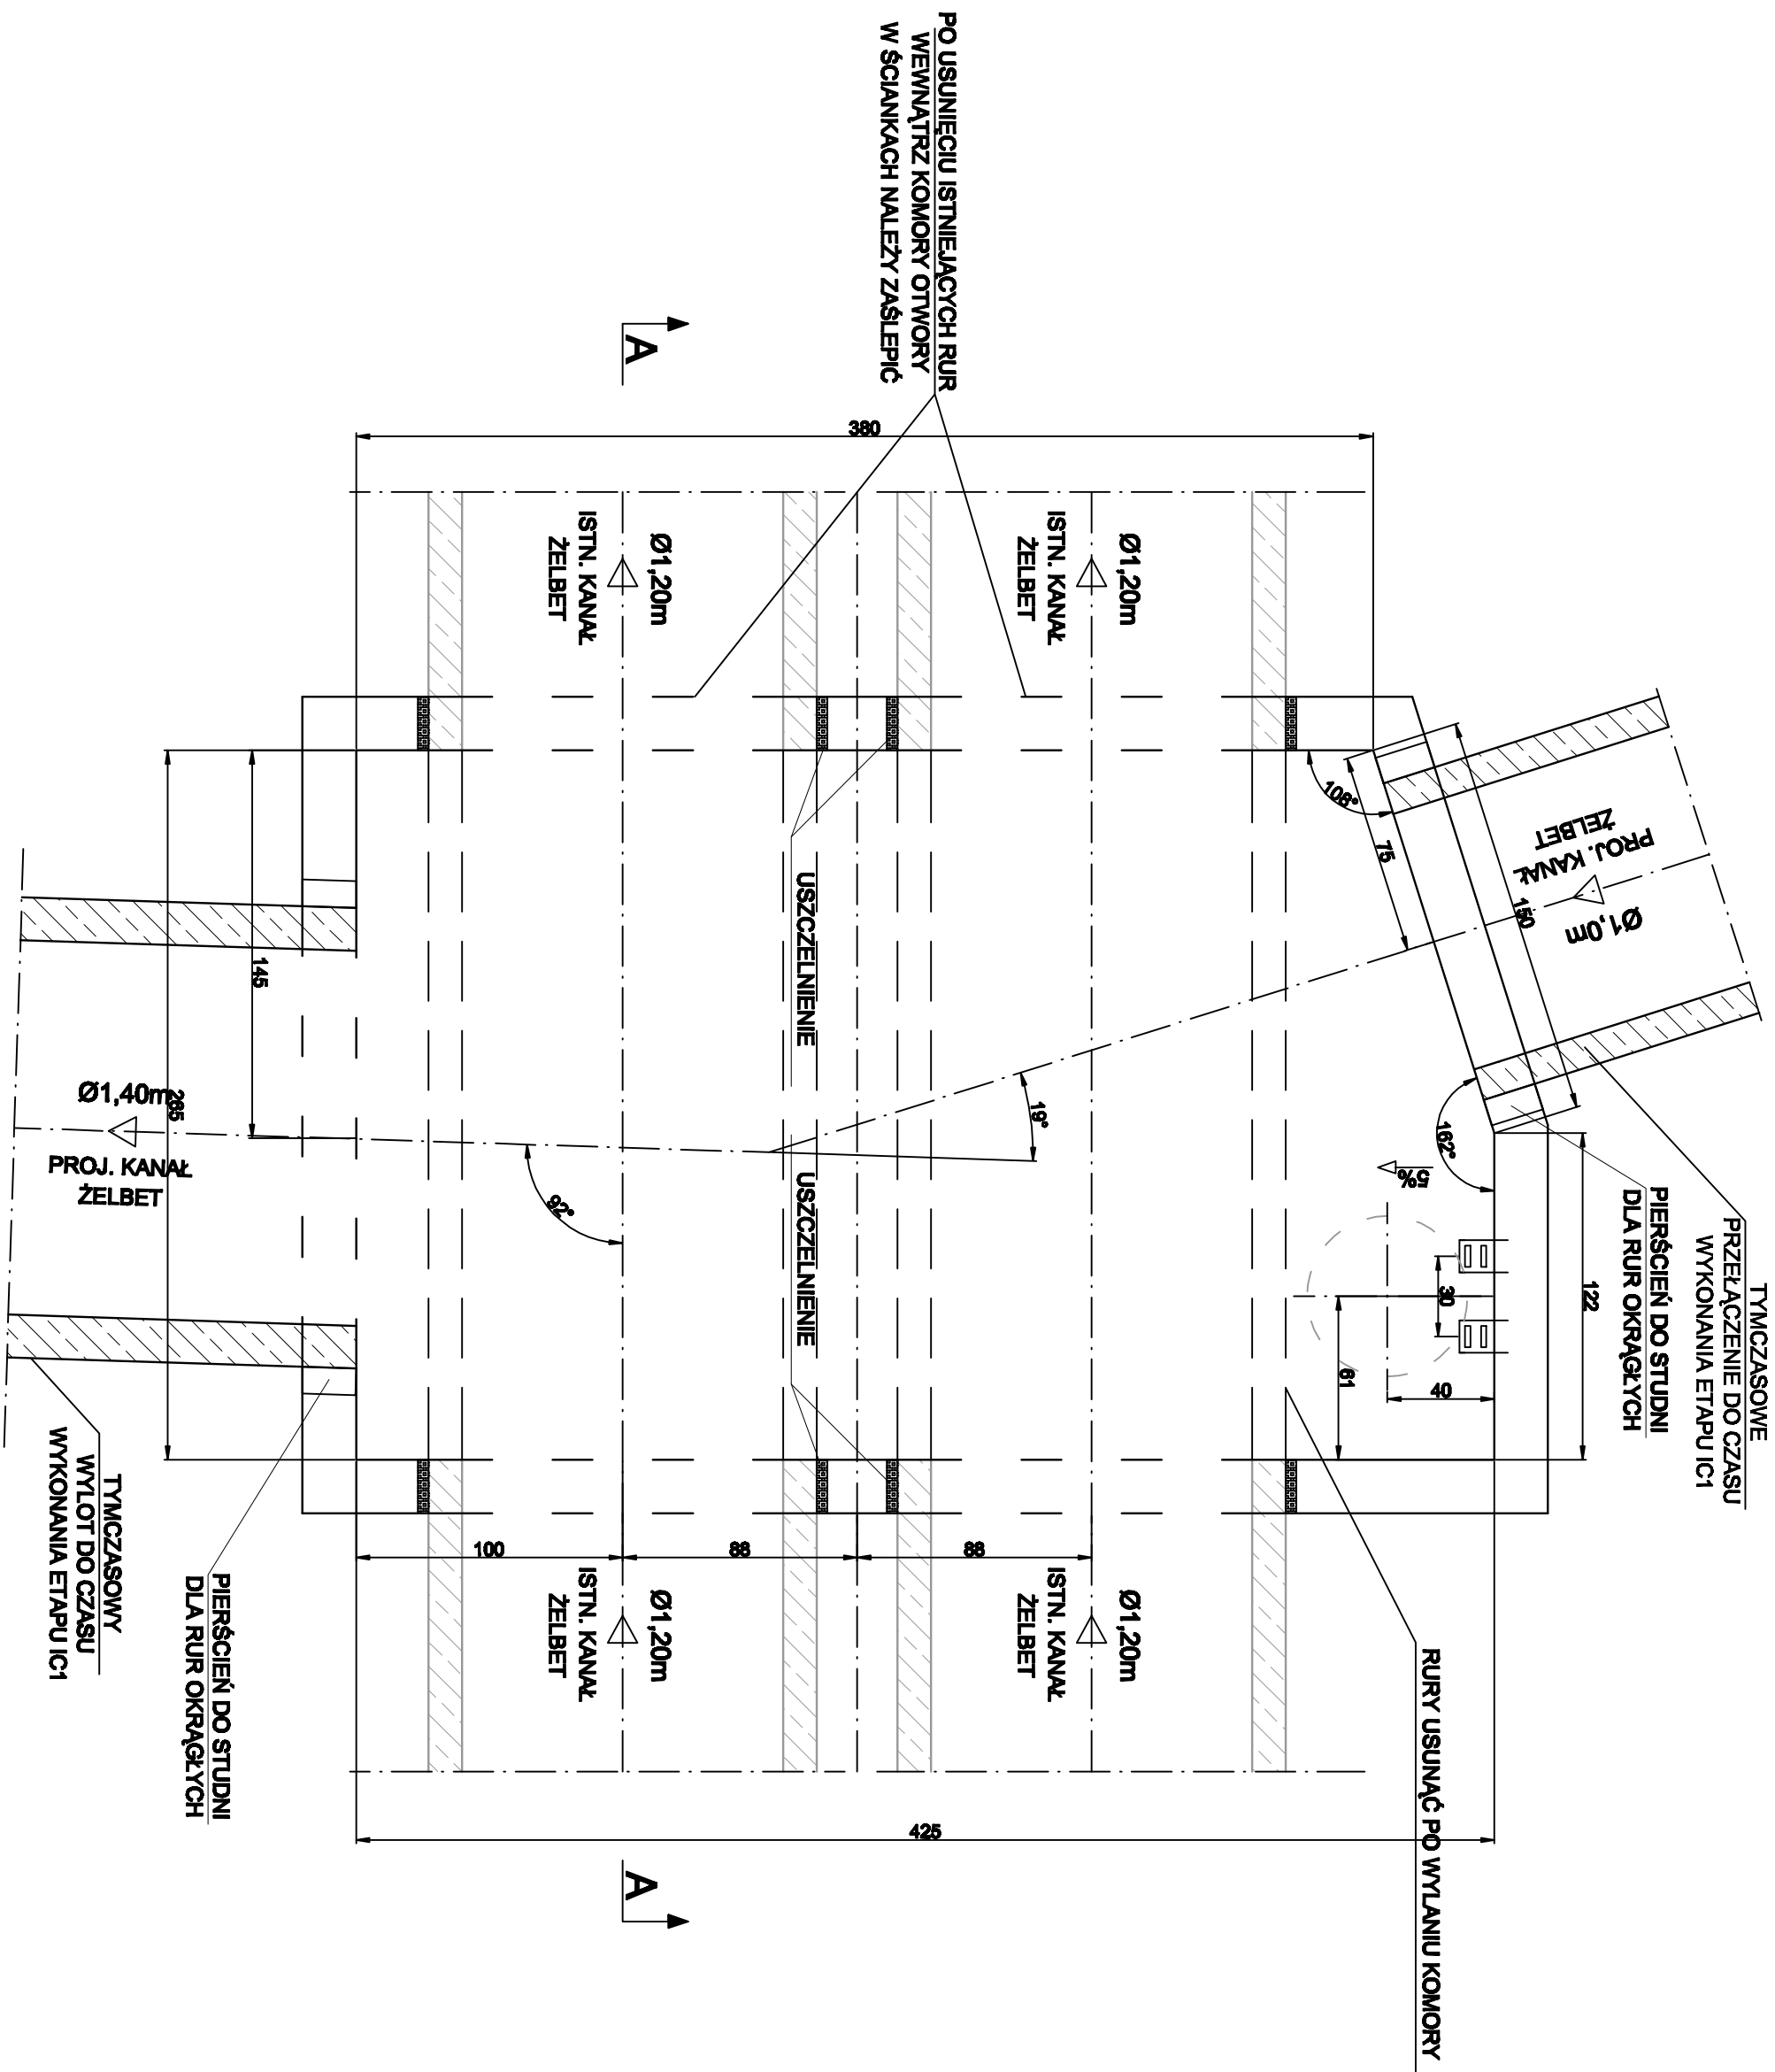 PO USUNIĘCIU ISTNIEJĄCYCH RUR
WEWNĄTRZ KOMORY OTWORY
W ŚCIANKACH NALEŻY ZAŚLEPIĆ
A
380
Ø1,20m
ISTN. KANAŁ
ŻELBET
Ø1,20m
ISTN. KANAŁ
ŻELBET
108°
75
150
PROJ. KANAŁ
ŻELBET
Ø1,0m
USZCZELNIENIE
145
265
Ø1,40m
PROJ. KANAŁ
ŻELBET
19°
92°
162°
5%
USZCZELNIENIE
122
30
61
40
TYMCZASOWE
PRZEŁĄCZENIE DO CZASU
WYKONANIA ETAPU IC1
PIERŚCIEŃ DO STUDNI
DLA RUR OKRĄGŁYCH
100
88
88
Ø1,20m
ISTN. KANAŁ
ŻELBET
Ø1,20m
ISTN. KANAŁ
ŻELBET
TYMCZASOWY
WYLOT DO CZASU
WYKONANIA ETAPU IC1
PIERŚCIEŃ DO STUDNI
DLA RUR OKRĄGŁYCH
RURY USUNĄĆ PO WYLANIU KOMORY
425
A